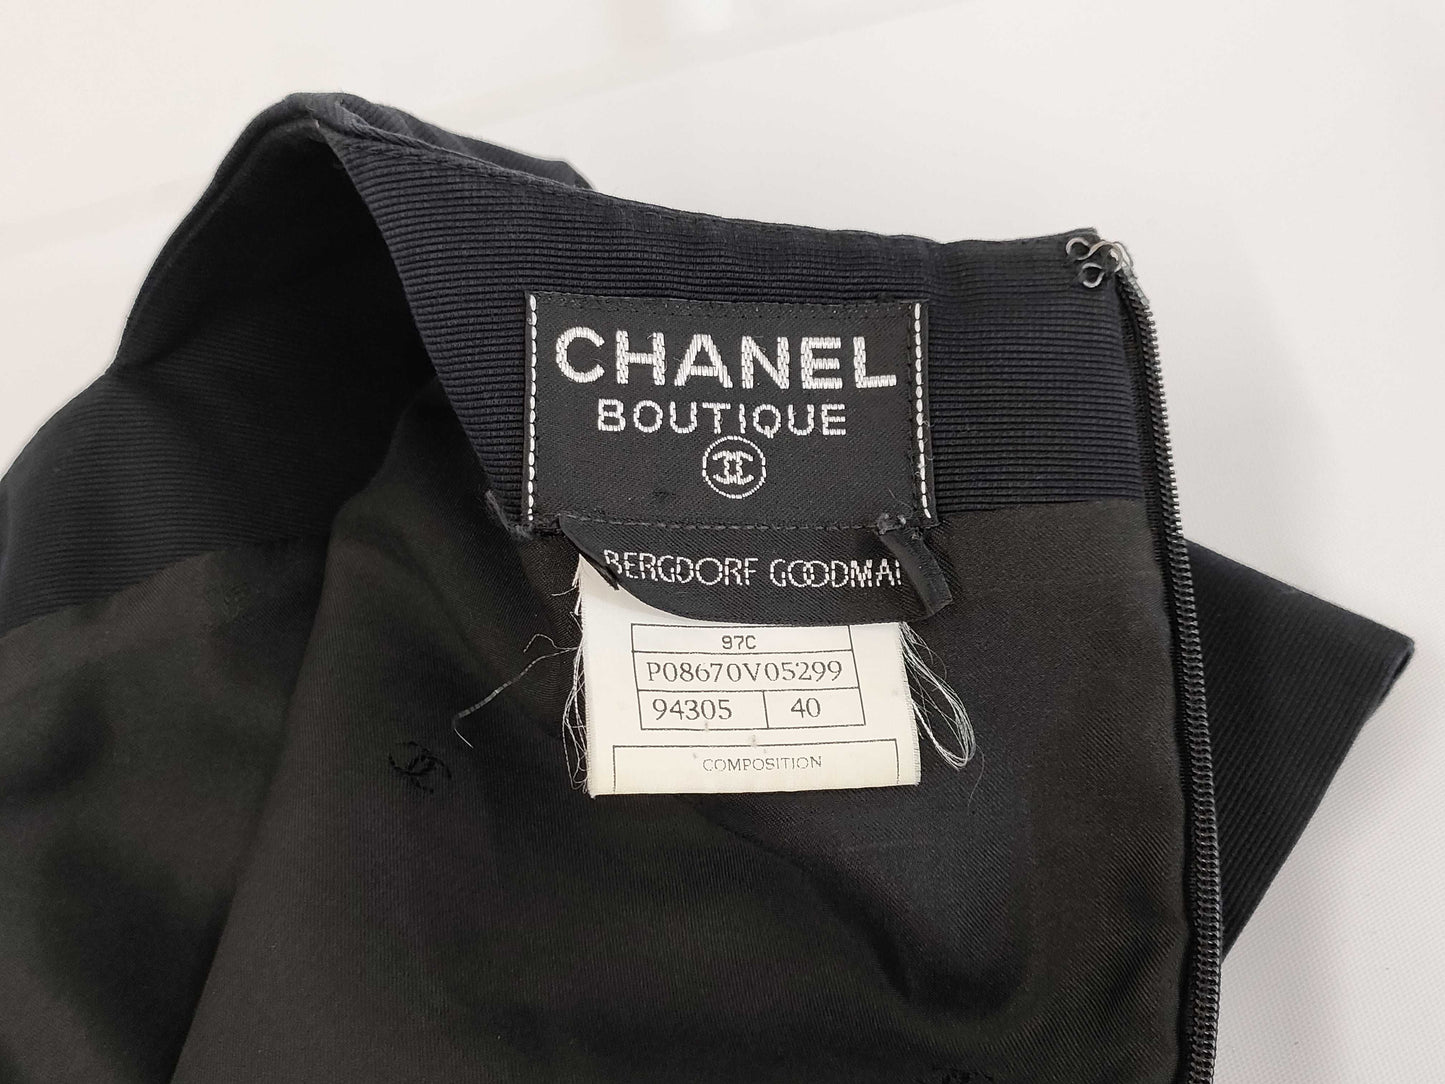 CHANEL
BOUTIQUE
BERGDORF GOODMA
97C
P08670V05299
94305 40
COMPOSITION